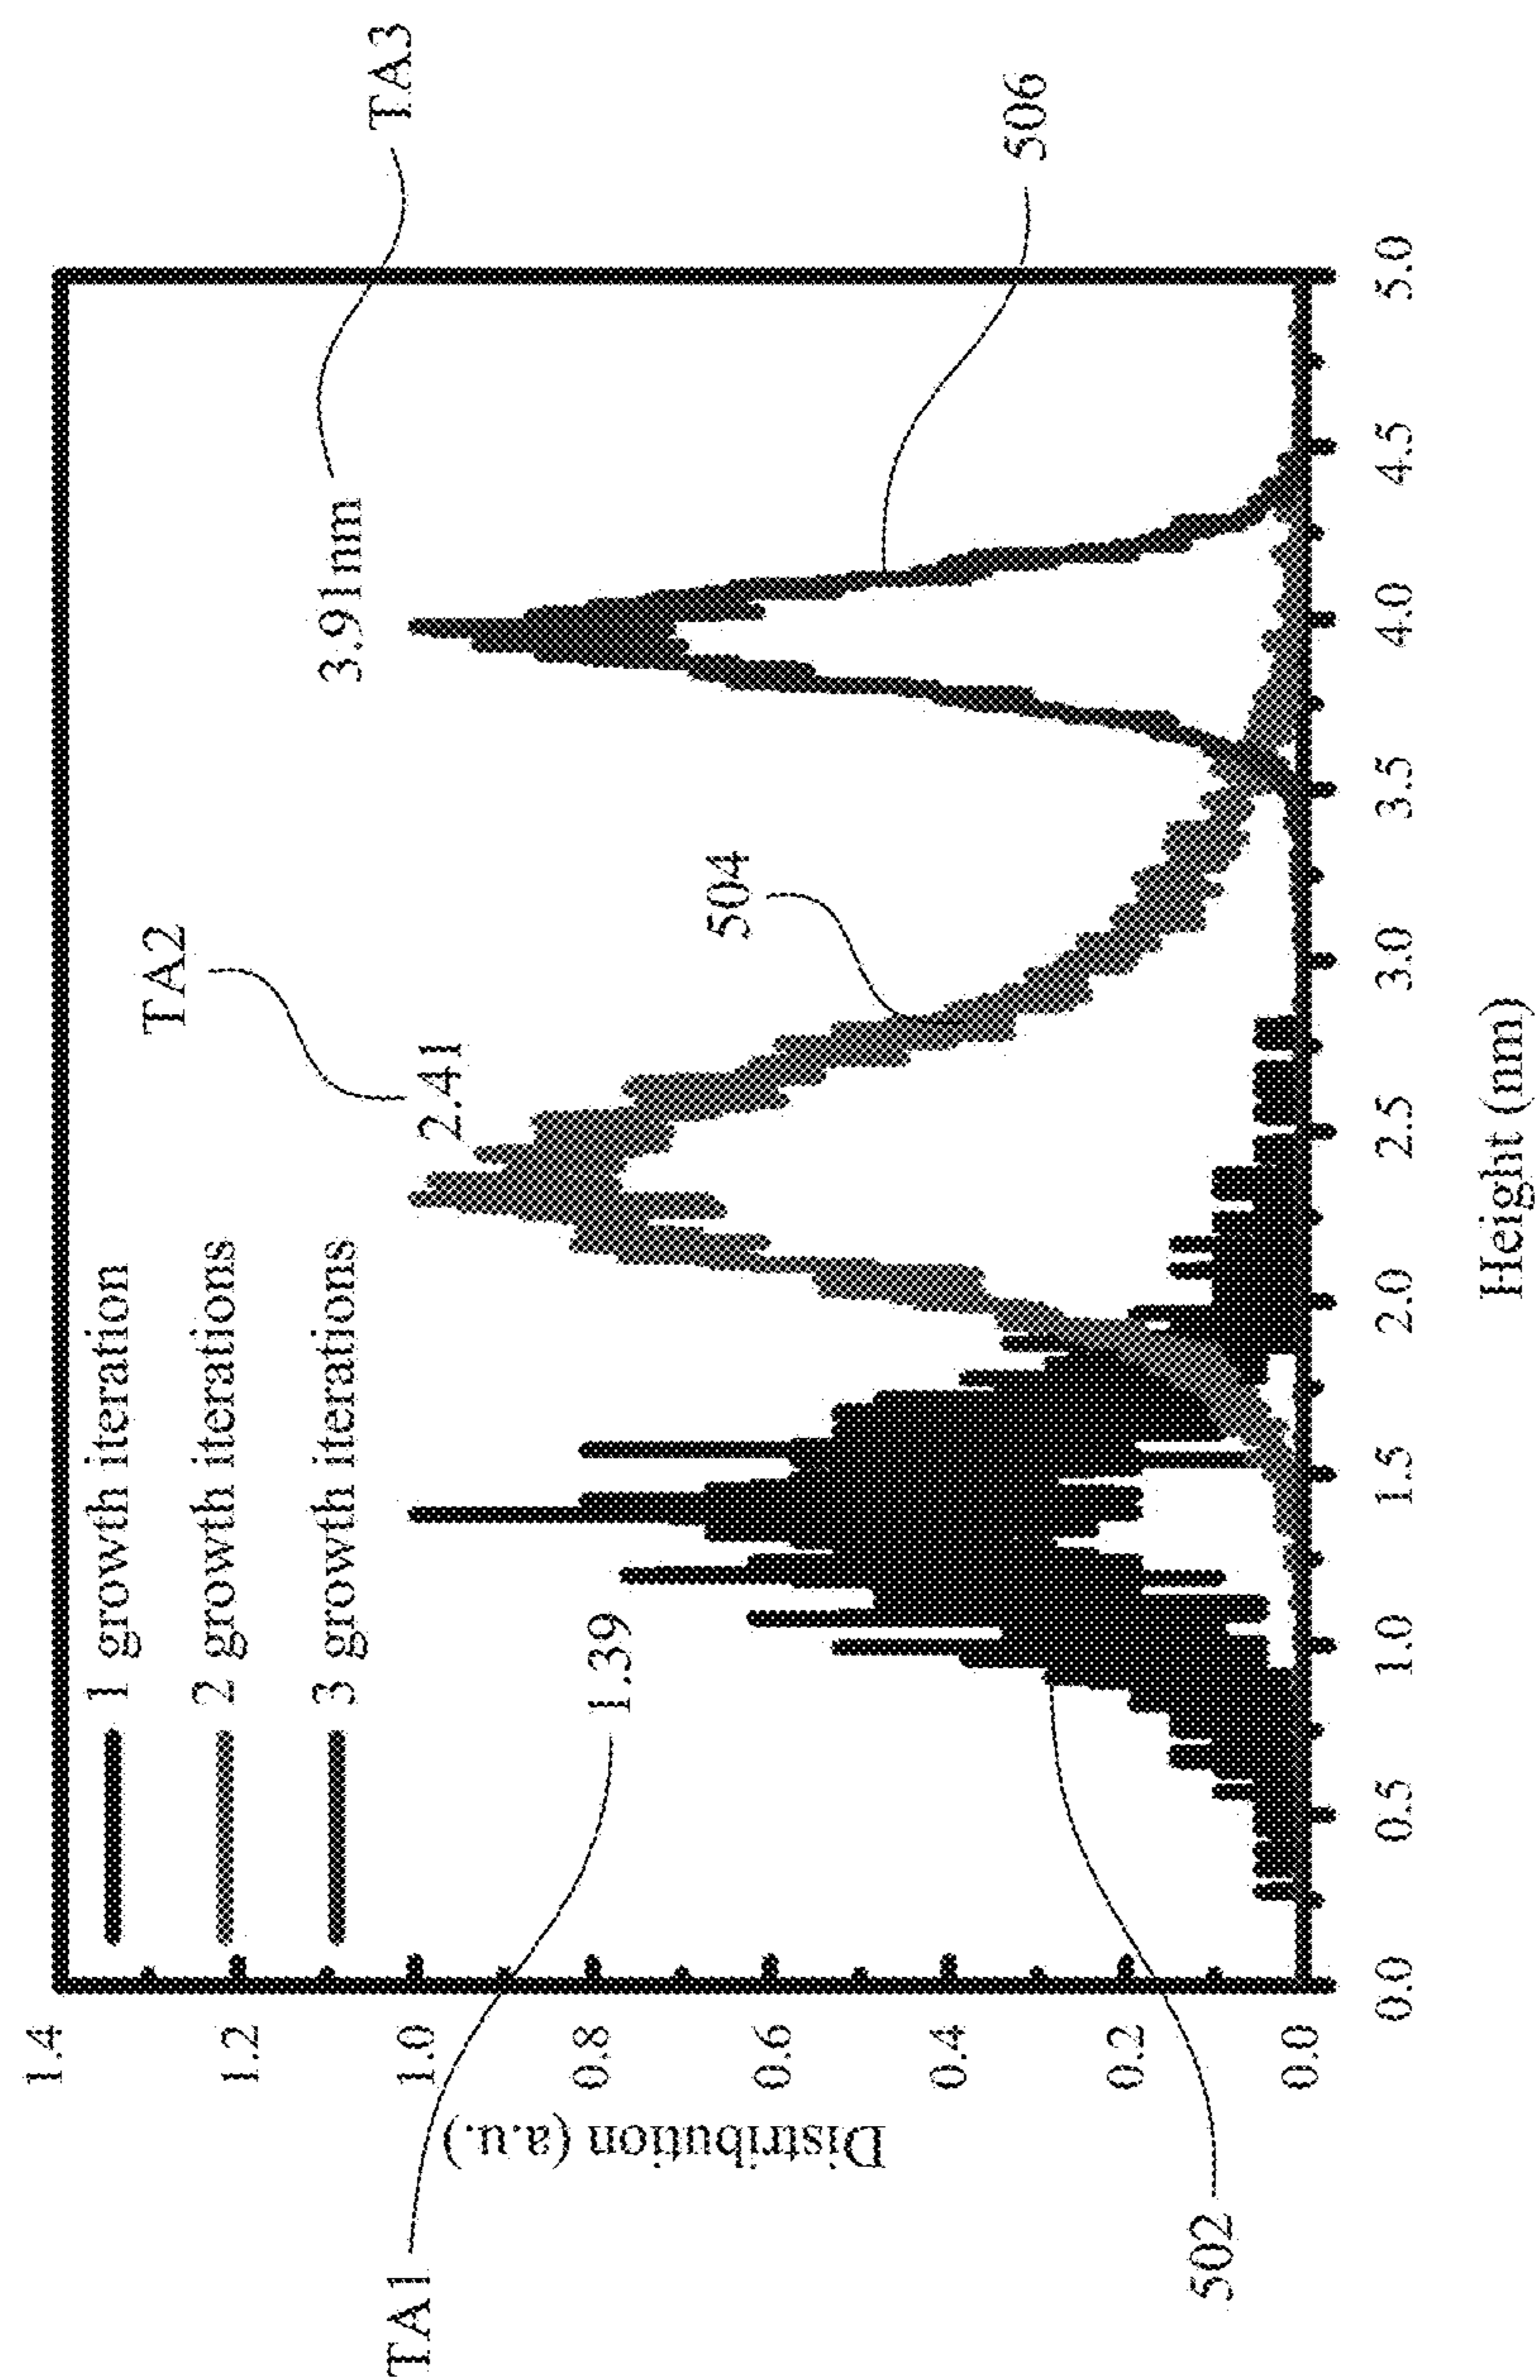 1 growth iteration
2 growth iterations
3 growth iterations
TA1
TA2
TA3
1.39
2.41
3.91nm
502
504
506
Distribution (a.u.)
1.4
1.2
1.0
0.8
0.6
0.4
0.2
0.0
0.0
0.5
1.0
1.5
2.0
2.5
3.0
3.5
4.0
4.5
5.0
Height (nm)